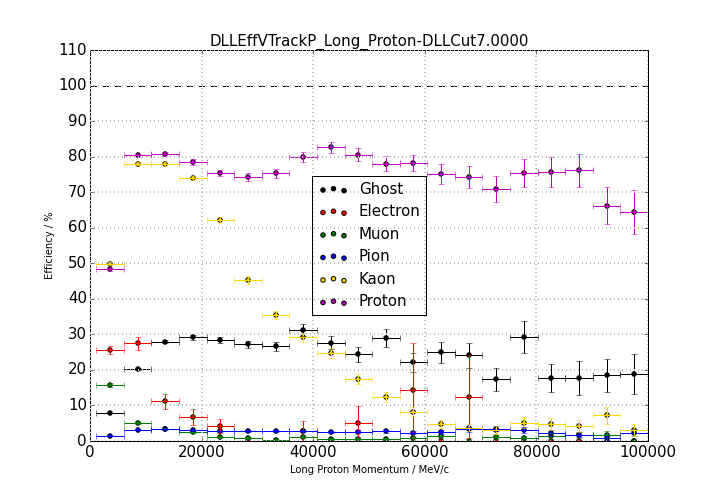 DLLEffVTrackP_Long_Proton-DLLCut7.0000
110
100
90
80
70
60
50
40
30
20
10
0
Efficiency / %
Ghost
Electron
Muon
Pion
Kaon
Proton
0 20000 40000 60000 80000 100000
Long Proton Momentum / MeV/c